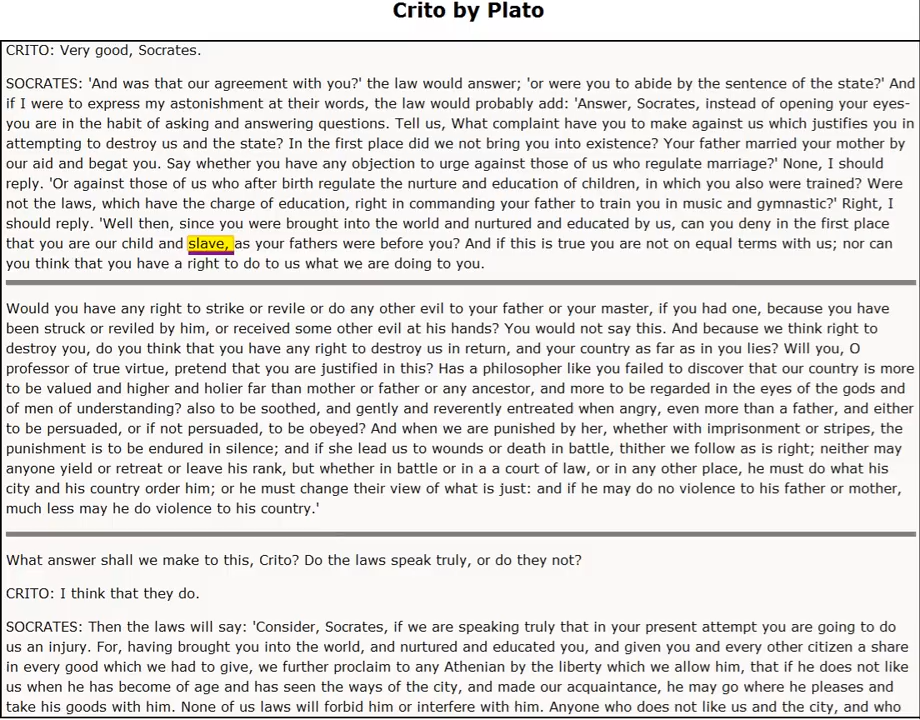 Crito by Plato
CRITO: Very good, Socrates.
SOCRATES: 'And was that our agreement with you?' the law would answer; 'or were you to abide by the sentence of the state?' And
if I were to express my astonishment at their words, the law would probably add: 'Answer, Socrates, instead of opening your eyes-
you are in the habit of asking and answering questions. Tell us, What complaint have you to make against us which justifies you in
attempting to destroy us and the state? In the first place did we not bring you into existence? Your father married your mother by
our aid and begat you. Say whether you have any objection to urge against those of us who regulate marriage?' None, I should
reply. 'Or against those of us who after birth regulate the nurture and education of children, in which you also were trained? Were
not the laws, which have the charge of education, right in commanding your father to train you in music and gymnastic?' Right, I
should reply. 'Well then, since you were brought into the world and nurtured and educated by us, can you deny in the first place
that you are our child and slave, as your fathers were before you? And if this is true you are not on equal terms with us; nor can
you think that you have a right to do to us what we are doing to you.
Would you have any right to strike or revile or do any other evil to your father or your master, if you had one, because you have
been struck or reviled by him, or received some other evil at his hands? You would not say this. And because we think right to
destroy you, do you think that you have any right to destroy us in return, and your country as far as in you lies? Will you, O
professor of true virtue, pretend that you are justified in this? Has a philosopher like you failed to discover that our country is more
to be valued and higher and holier far than mother or father or any ancestor, and more to be regarded in the eyes of the gods and
of men of understanding? also to be soothed, and gently and reverently entreated when angry, even more than a father, and either
to be persuaded, or if not persuaded, to be obeyed? And when we are punished by her, whether with imprisonment or stripes, the
punishment is to be endured in silence; and if she lead us to wounds or death in battle, thither we follow as is right; neither may
anyone yield or retreat or leave his rank, but whether in battle or in a a court of law, or in any other place, he must do what his
city and his country order him; or he must change their view of what is just: and if he may do no violence to his father or mother,
much less may he do violence to his country.'
What answer shall we make to this, Crito? Do the laws speak truly, or do they not?
CRITO: I think that they do.
SOCRATES: Then the laws will say: 'Consider, Socrates, if we are speaking truly that in your present attempt you are going to do
us an injury. For, having brought you into the world, and nurtured and educated you, and given you and every other citizen a share
in every good which we had to give, we further proclaim to any Athenian by the liberty which we allow him, that if he does not like
us when he has become of age and has seen the ways of the city, and made our acquaintance, he may go where he pleases and
take his goods with him. None of us laws will forbid him or interfere with him. Anyone who does not like us and the city, and who